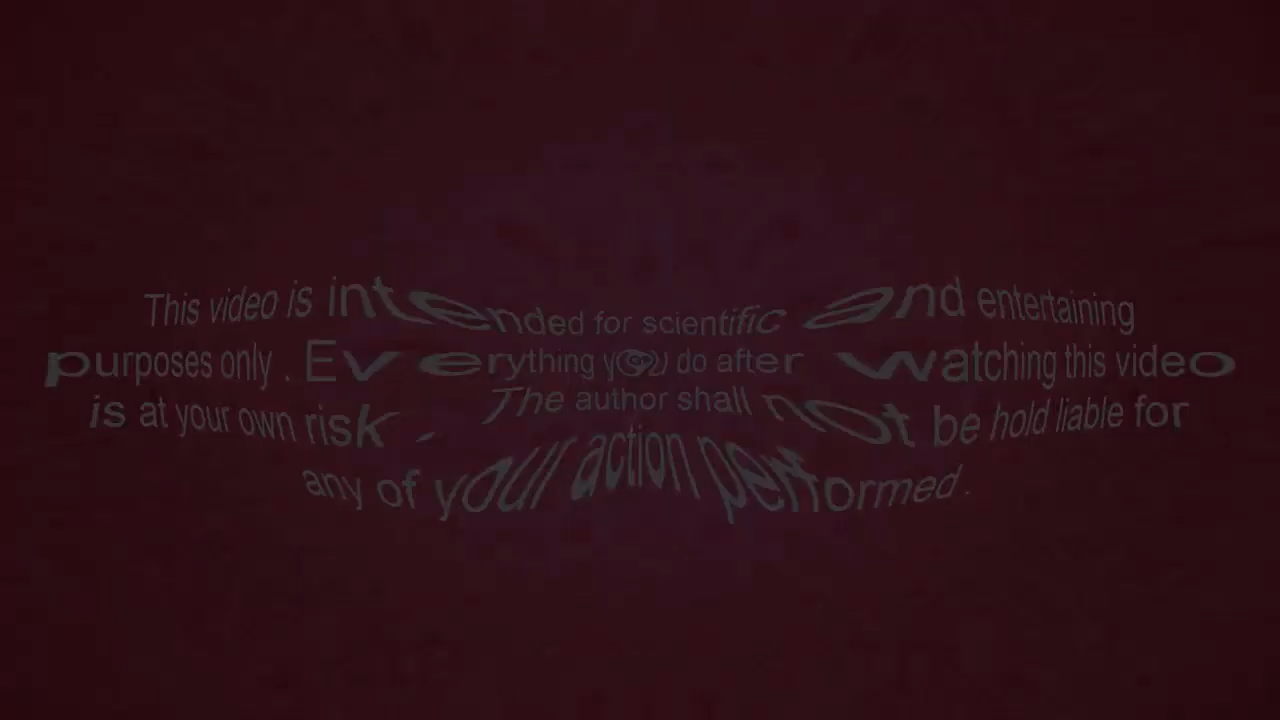 This video is intended for scientific and entertaining
purposes only . Everything you do after watching this video
is at your own risk . The author shall not be hold liable for
any of your action performed .